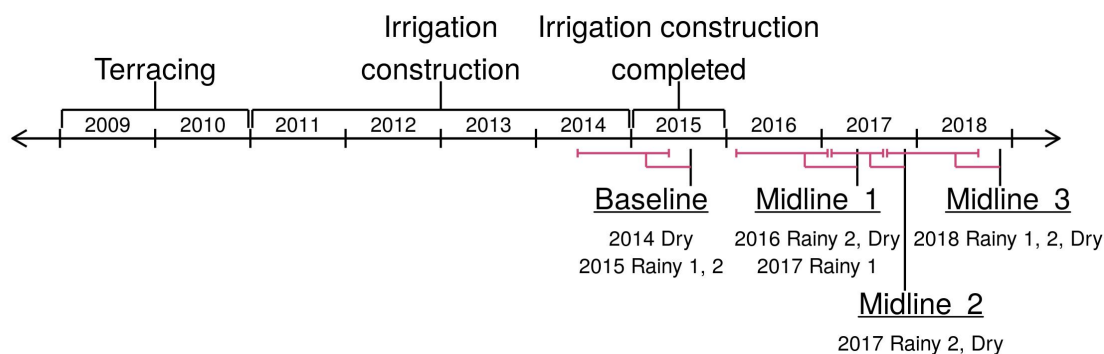 Irrigation
Irrigation construction
Terracing
construction
completed
2009 2010 2011 2012 2013 2014 2015 2016 2017 2018
Baseline
Midline 1
Midline 3
2014 Dry
2016 Rainy 2, Dry
2018 Rainy 1, 2, Dry
2015 Rainy 1, 2
2017 Rainy 1
Midline 2
2017 Rainy 2, Dry